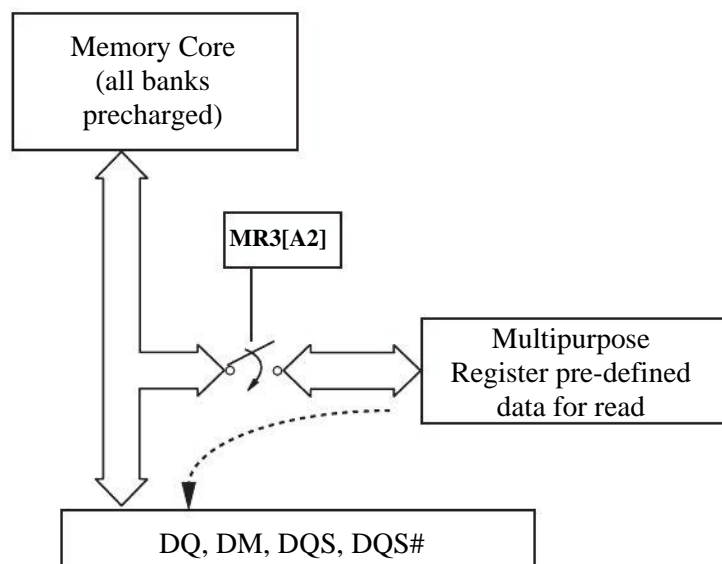 Memory Core
(all banks
precharged)
MR3[A2]
Multipurpose
Register pre-defined
data for read
DQ, DM, DQS, DQS#